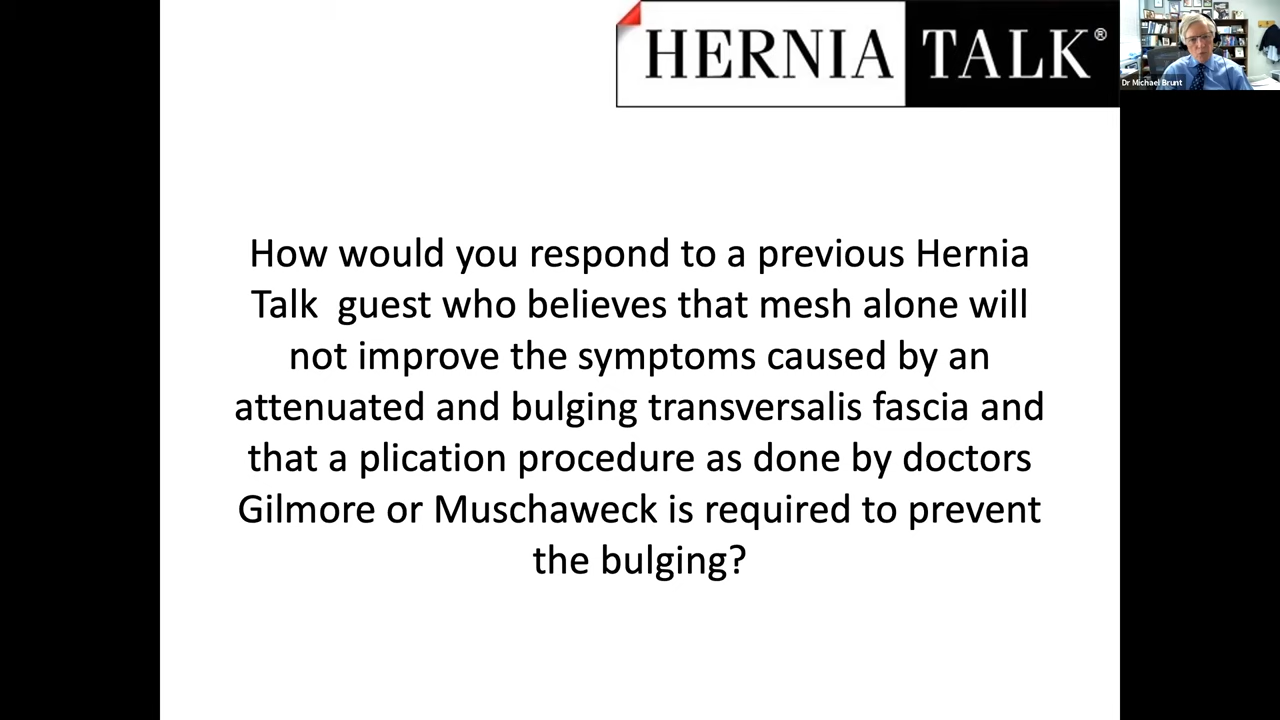 HERNIA TALK®
Dr Michael Brunt
How would you respond to a previous Hernia
Talk  guest who believes that mesh alone will
not improve the symptoms caused by an
attenuated and bulging transversalis fascia and
that a plication procedure as done by doctors
Gilmore or Muschaweck is required to prevent
the bulging?